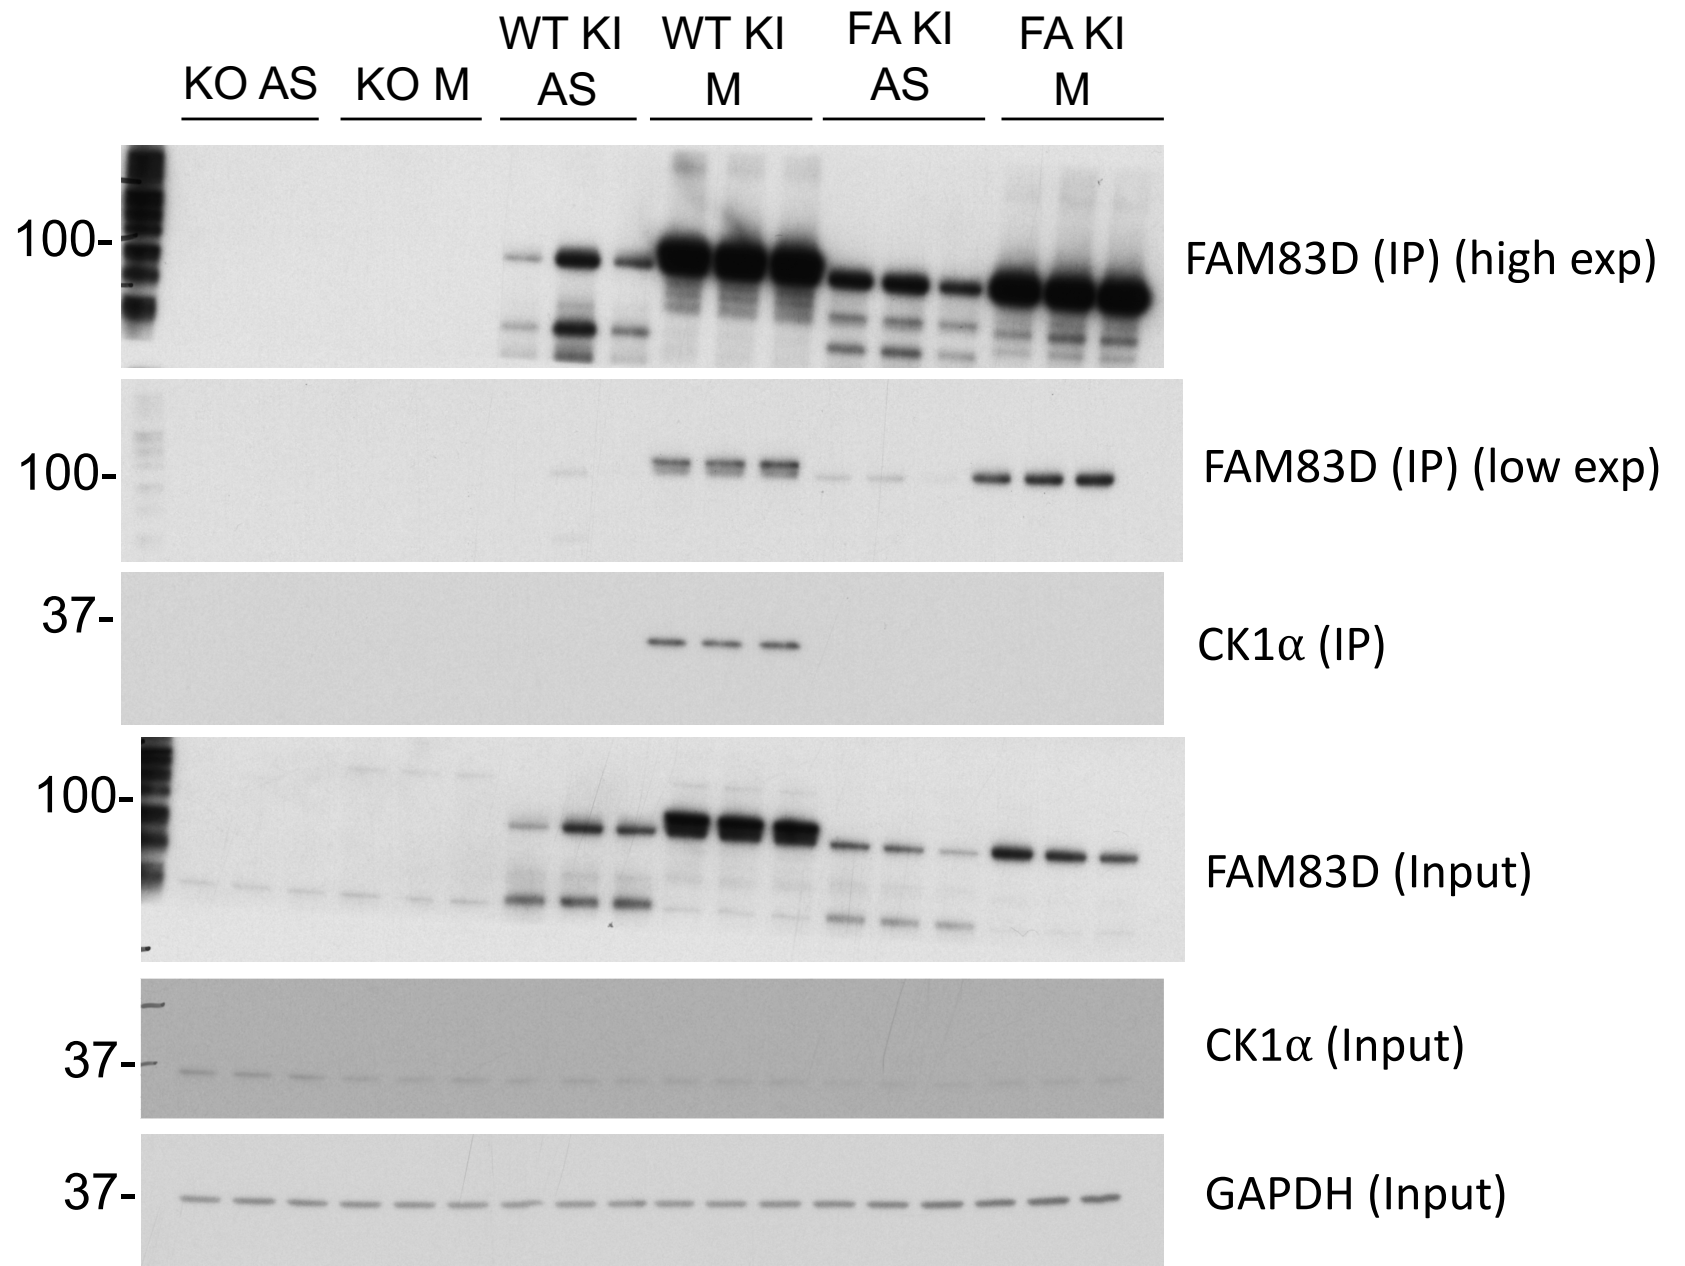 KO AS
KO M
WT KI
AS
WT KI
M
FA KI
AS
FA KI
M
100-
FAM83D (IP) (high exp)
100-
FAM83D (IP) (low exp)
37-
CK1α (IP)
100-
FAM83D (Input)
37-
CK1α (Input)
37-
GAPDH (Input)